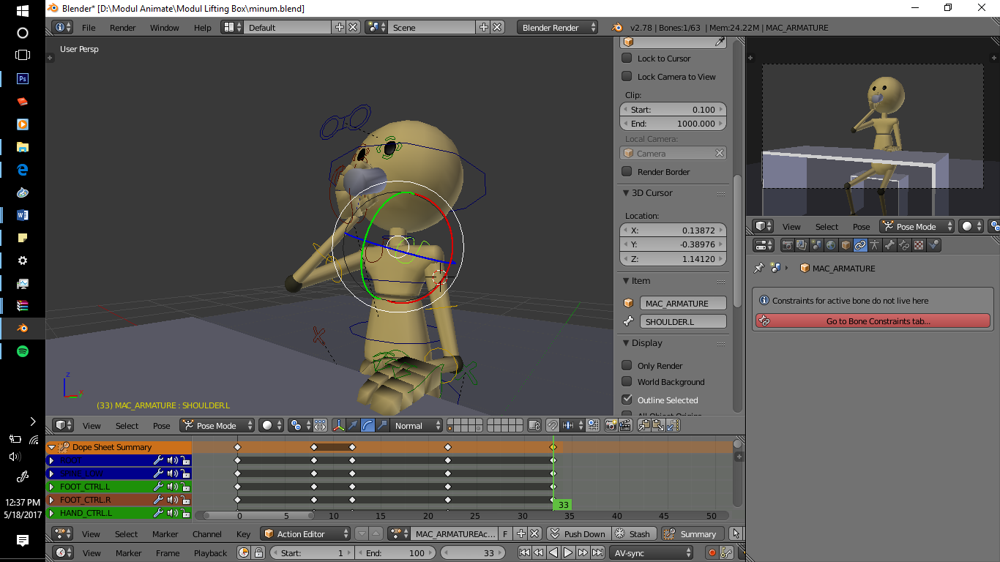 Blender* [D:\Modul Animate\Modul Lifting Box\minum.blend]
File Render Window Help Default Scene Blender Render v2.78 | Bones:1/63 | Mem:24.22M | MAC_ARMATURE
User Persp
Lock to Cursor
Lock Camera to View
Clip:
Start: 0.100
End: 1000.000
Local Camera:
Camera
Render Border
3D Cursor
Location:
X: 0.13872
Y: -0.38976
Z: 1.14120
Item
MAC_ARMATURE
SHOULDER.L
Display
Only Render
World Background
Outline Selected
All Object Origins
z
(33) MAC_ARMATURE : SHOULDER.L
View Select Pose Pose Mode Normal
View Select Pose Pose Mode
MAC_ARMATURE
Constraints for active bone do not live here
Go to Bone Constraints tab...
Dope Sheet Summary
ROOT
SPINE_LOW
FOOT_CTRL.L
FOOT_CTRL.R
HAND_CTRL.L
0 5 10 15 20 25 30 33 35 40 45 50
View Select Marker Channel Key Action Editor MAC_ARMATUREAc... F Push Down Stash Summary
View Marker Frame Playback Start: 1 End: 100 33 AV-sync
Ps
12:37 PM
5/18/2017